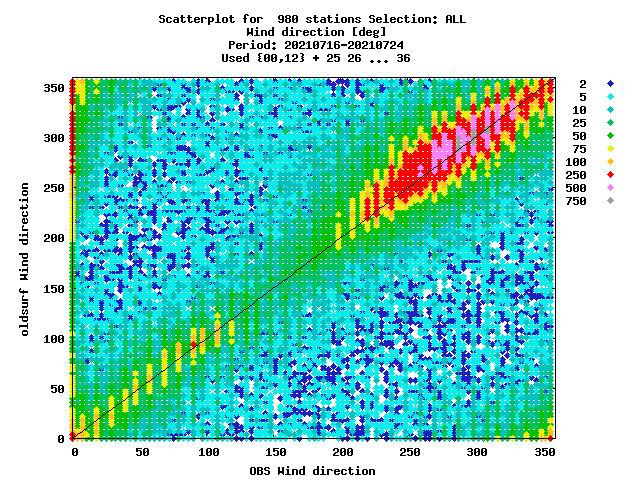 Scatterplot for 980 stations Selection: ALL
Wind direction [deg]
Period: 20210716-20210724
Used {00,12} + 25 26 ... 36
350
300
250
200
150
100
50
0
oldsurf Wind direction
0 50 100 150 200 250 300 350
OBS Wind direction
2
5
10
25
50
75
100
250
500
750